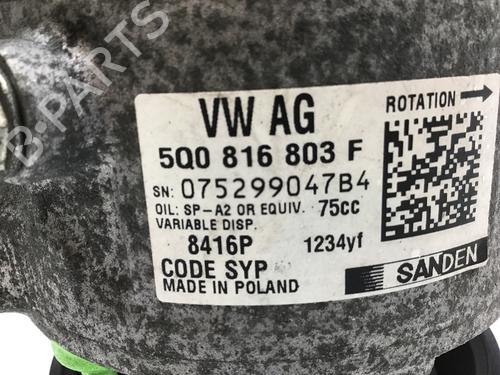 B-PARTS
VW AG
ROTATION
5Q0 816 803 F
SN: 075299047B4
OIL: SP-A2 OR EQUIV. 75cc
VARIABLE DISP.
8416P 1234yf
CODE SYP
MADE IN POLAND
SANDEN